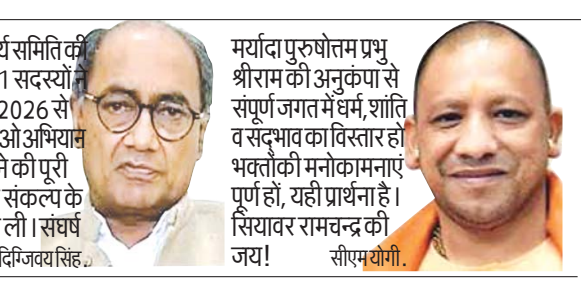 र्य समिति की
1 सदस्यों ने
2026 से
ओ अभियान
ने की पूरी
संकल्प के
ली। संघर्ष
दिग्विजय सिंह.
मर्यादा पुरुषोत्तम प्रभु
श्रीराम की अनुकंपा से
संपूर्ण जगत में धर्म, शांति
व सद्भाव का विस्तार हो
भक्तोंकी मनोकामनाएं
पूर्ण हों, यही प्रार्थना है।
सियावर रामचन्द्र की
जय! सीएम योगी.